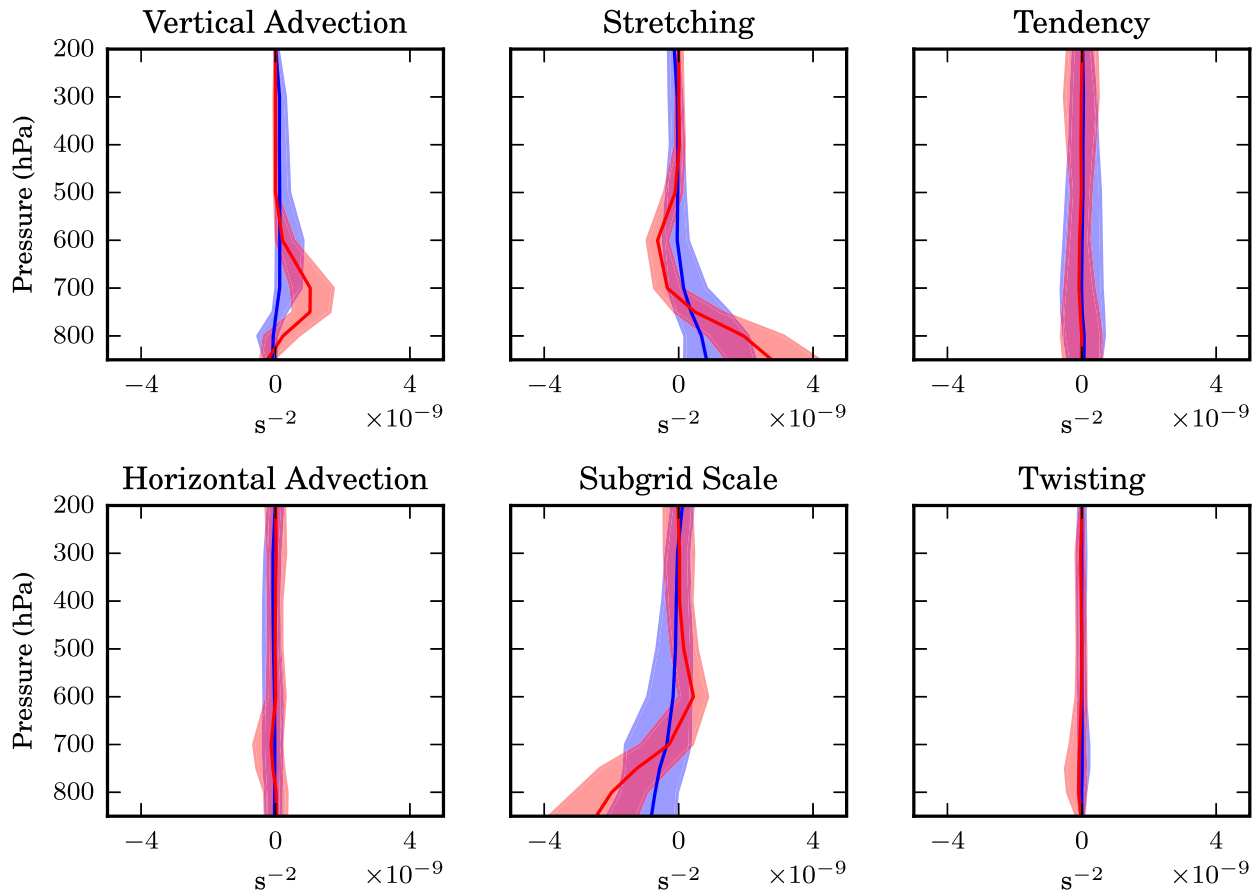 Vertical Advection Stretching Tendency
200
300
400
500
600
700
800
Pressure (hPa)
−4 0 4 −4 0 4 −4 0 4
s⁻² ×10⁻⁹ s⁻² ×10⁻⁹ s⁻² ×10⁻⁹
Horizontal Advection Subgrid Scale Twisting
200
300
400
500
600
700
800
Pressure (hPa)
−4 0 4 −4 0 4 −4 0 4
s⁻² ×10⁻⁹ s⁻² ×10⁻⁹ s⁻² ×10⁻⁹